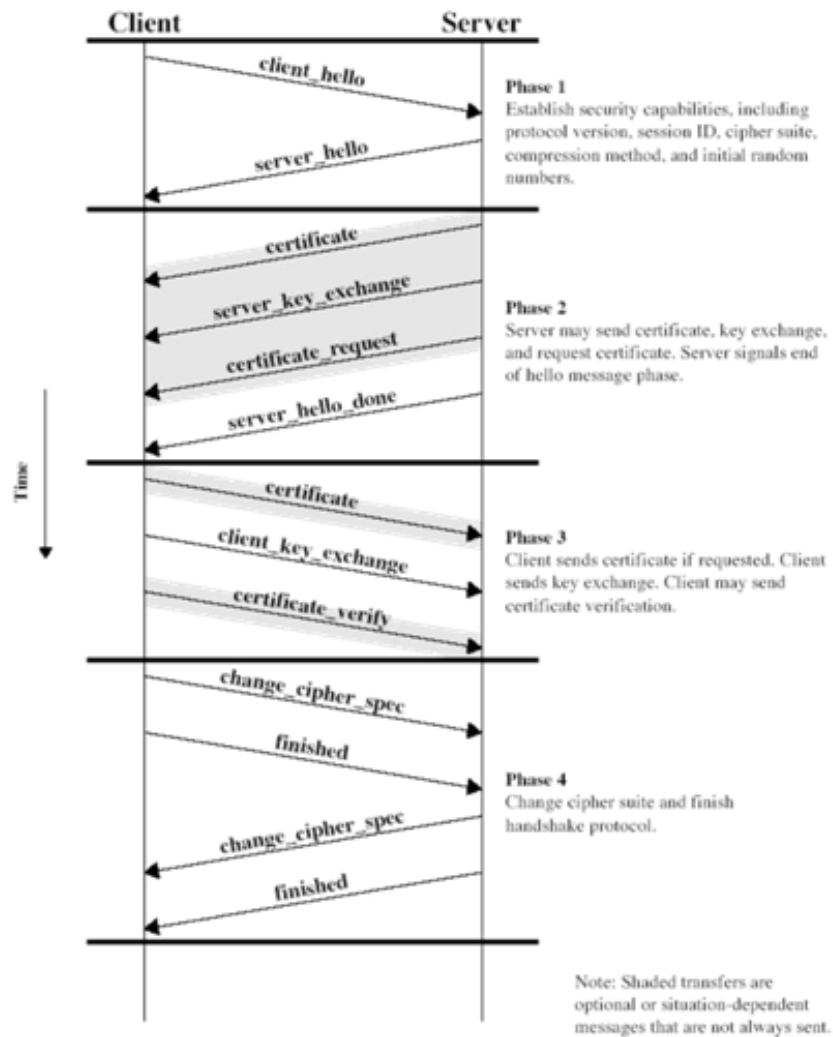 Client Server
client_hello
Phase 1
Establish security capabilities, including
protocol version, session ID, cipher suite,
compression method, and initial random
numbers.
server_hello
certificate
server_key_exchange
Phase 2
Server may send certificate, key exchange,
and request certificate. Server signals end
of hello message phase.
certificate_request
server_hello_done
Time
certificate
client_key_exchange
Phase 3
Client sends certificate if requested. Client
sends key exchange. Client may send
certificate verification.
certificate_verify
change_cipher_spec
finished
Phase 4
Change cipher suite and finish
handshake protocol.
change_cipher_spec
finished
Note: Shaded transfers are
optional or situation-dependent
messages that are not always sent.